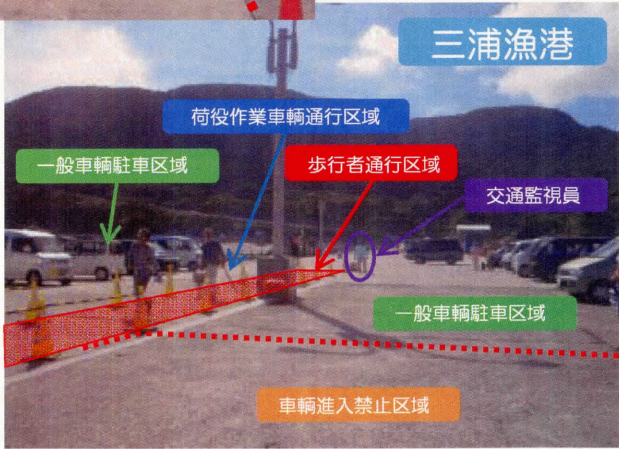 三浦漁港
荷役作業車輌通行区域
一般車輌駐車区域
歩行者通行区域
交通監視員
一般車輌駐車区域
車輌進入禁止区域